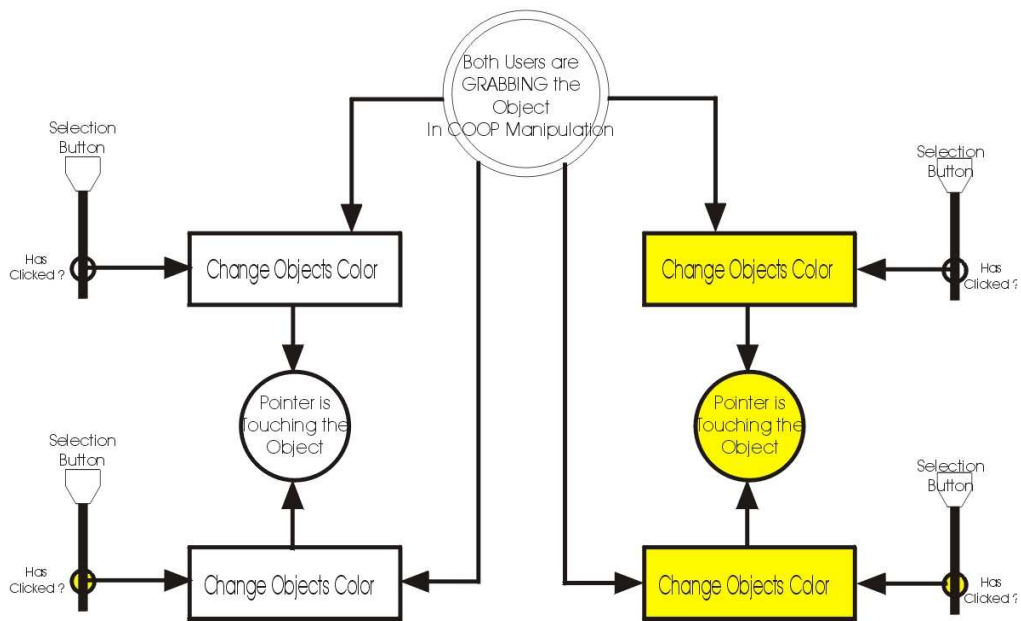 Both Users are
GRABBING the
Object
In COOP Manipulation
Selection
Button
Has
Clicked ?
Change Objects Color
Selection
Button
Has
Clicked ?
Change Objects Color
Pointer is
Touching the
Object
Pointer is
Touching the
Object
Selection
Button
Has
Clicked ?
Change Objects Color
Selection
Button
Has
Clicked ?
Change Objects Color